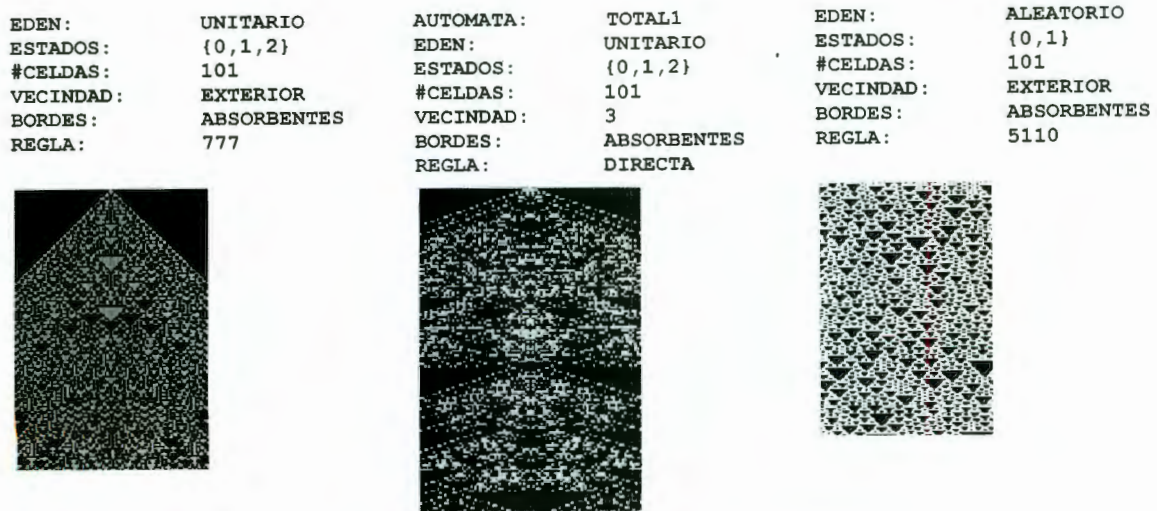 EDEN: UNITARIO
ESTADOS: {0,1,2}
#CELDAS: 101
VECINDAD: EXTERIOR
BORDES: ABSORBENTES
REGLA: 777
AUTOMATA: TOTAL1
EDEN: UNITARIO
ESTADOS: {0,1,2}
#CELDAS: 101
VECINDAD: 3
BORDES: ABSORBENTES
REGLA: DIRECTA
EDEN: ALEATORIO
ESTADOS: {0,1}
#CELDAS: 101
VECINDAD: EXTERIOR
BORDES: ABSORBENTES
REGLA: 5110